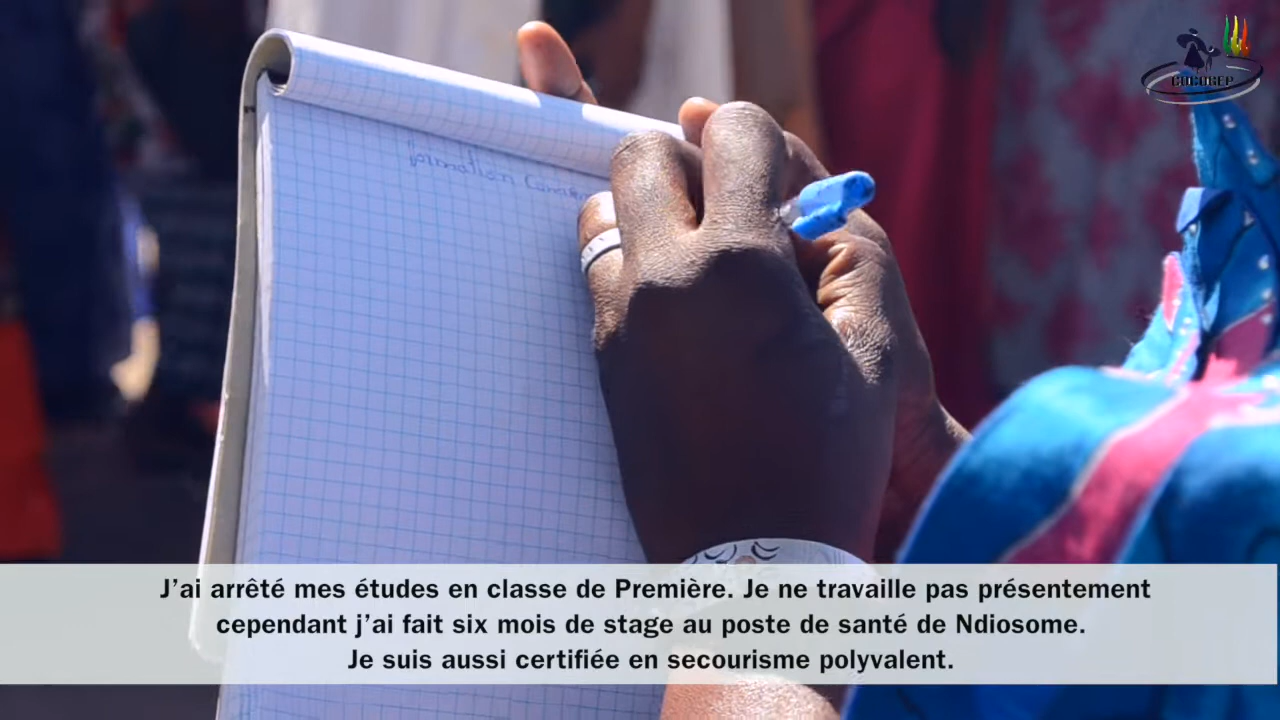 COCOGEP
J'ai arrêté mes études en classe de Première. Je ne travaille pas présentement
cependant j'ai fait six mois de stage au poste de santé de Ndiosome.
Je suis aussi certifiée en secourisme polyvalent.